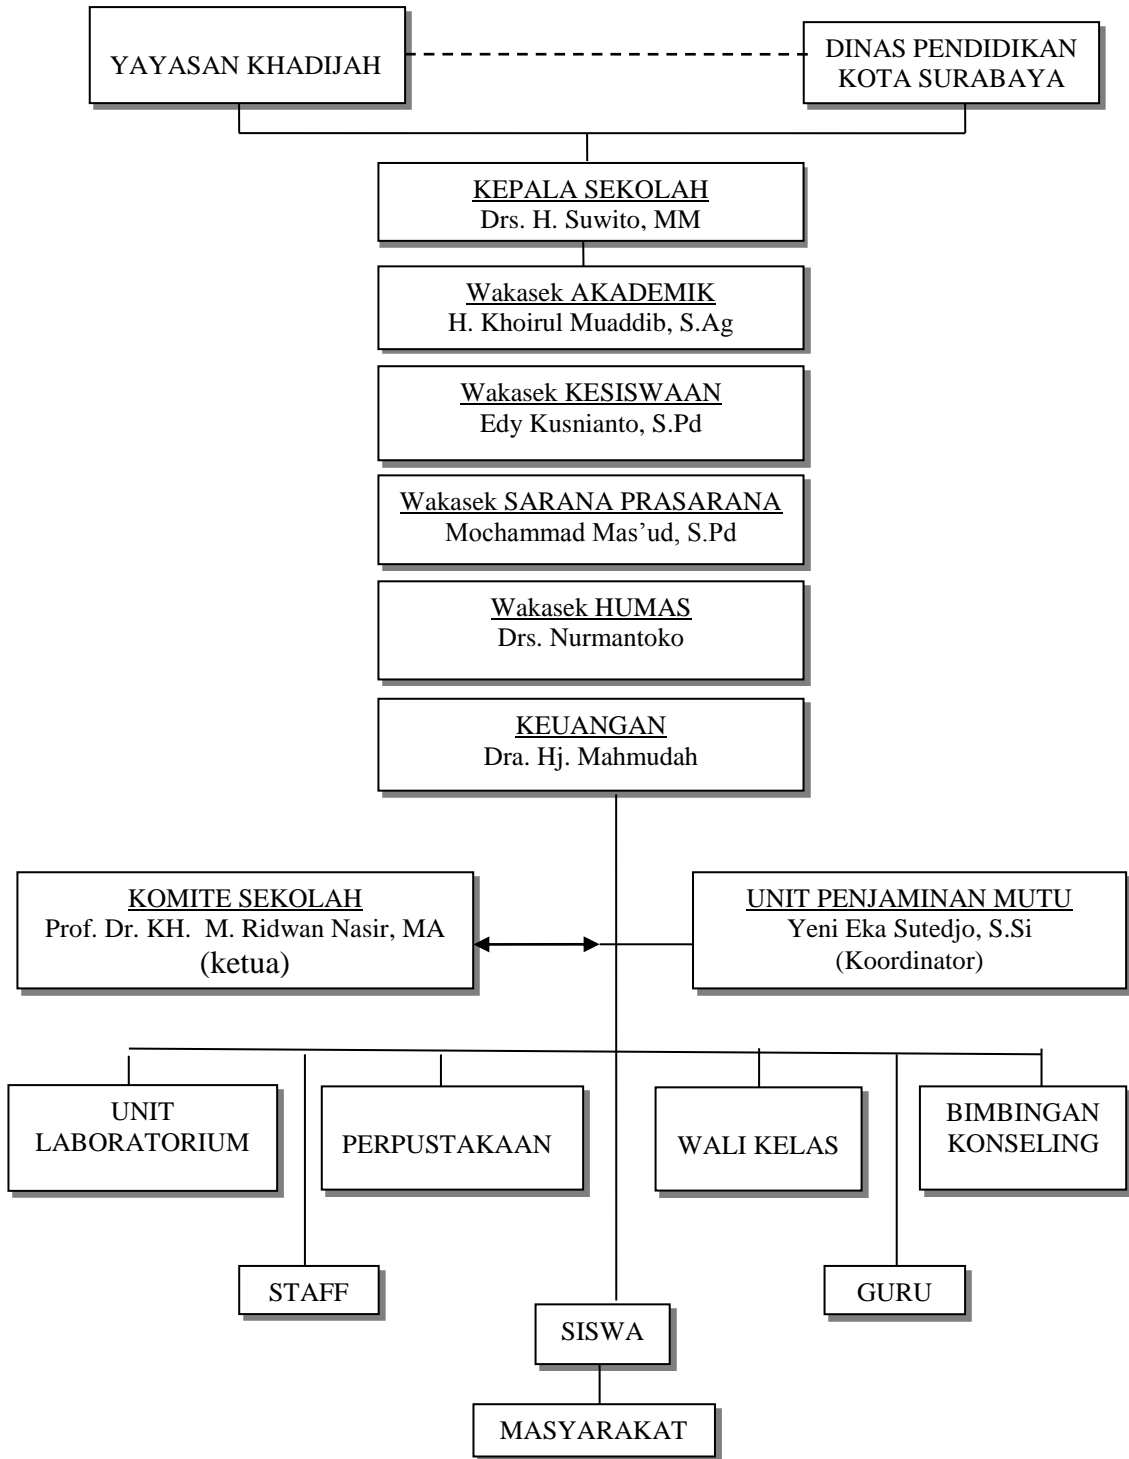 YAYASAN KHADIJAH
DINAS PENDIDIKAN
KOTA SURABAYA
KEPALA SEKOLAH
Drs. H. Suwito, MM
Wakasek AKADEMIK
H. Khoirul Muaddib, S.Ag
Wakasek KESISWAAN
Edy Kusnianto, S.Pd
Wakasek SARANA PRASARANA
Mochammad Mas’ud, S.Pd
Wakasek HUMAS
Drs. Nurmantoko
KEUANGAN
Dra. Hj. Mahmudah
KOMITE SEKOLAH
Prof. Dr. KH.  M. Ridwan Nasir, MA
(ketua)
UNIT PENJAMINAN MUTU
Yeni Eka Sutedjo, S.Si
(Koordinator)
UNIT
LABORATORIUM
PERPUSTAKAAN
WALI KELAS
BIMBINGAN
KONSELING
STAFF
GURU
SISWA
MASYARAKAT